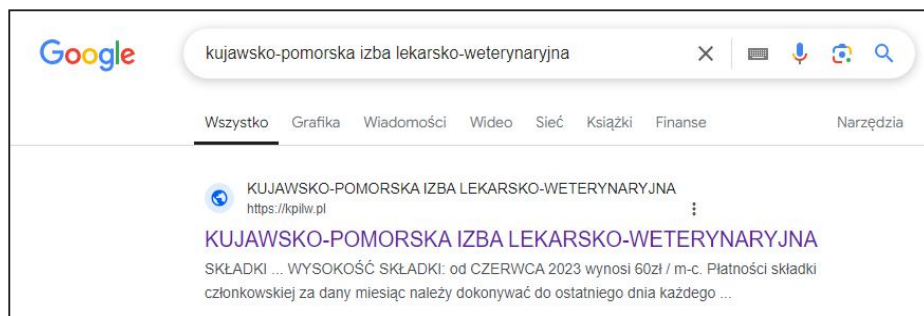 Google
kujawsko-pomorska izba lekarsko-weterynaryjna
Wszystko Grafika Wiadomości Wideo Sieć Książki Finanse Narzędzia
KUJAWSKO-POMORSKA IZBA LEKARSKO-WETERYNARYJNA
https://kpilw.pl
KUJAWSKO-POMORSKA IZBA LEKARSKO-WETERYNARYJNA
SKŁADKI ... WYSOKOŚĆ SKŁADKI: od CZERWCA 2023 wynosi 60zł / m-c. Płatności składki
członkowskiej za dany miesiąc należy dokonywać do ostatniego dnia każdego ...